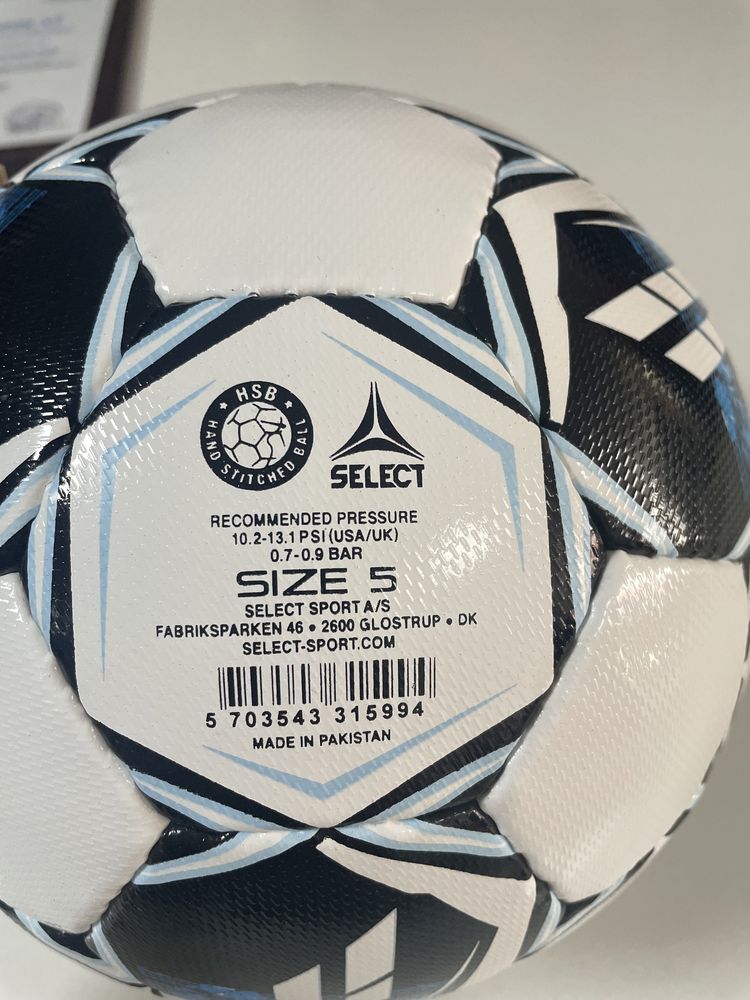 HSB
HAND STITCHED BALL
SELECT
RECOMMENDED PRESSURE
10.2-13.1 PSI (USA/UK)
0.7-0.9 BAR
SIZE 5
SELECT SPORT A/S
FABRIKSPARKEN 46 • 2600 GLOSTRUP • DK
SELECT-SPORT.COM
5 703543 315994
MADE IN PAKISTAN